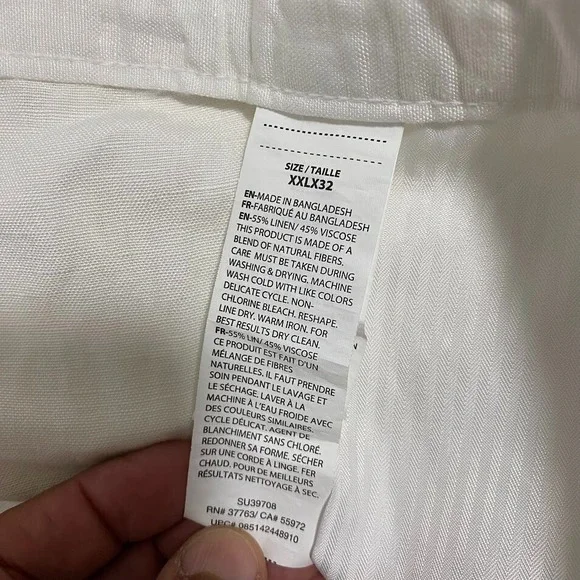 SIZE/TAILLE
XXLX32
EN-MADE IN BANGLADESH
FR-FABRIQUÉ AU BANGLADESH
EN-55% LINEN/ 45% VISCOSE
THIS PRODUCT IS MADE OF A
BLEND OF NATURAL FIBERS.
CARE MUST BE TAKEN DURING
WASHING & DRYING. MACHINE
WASH COLD WITH LIKE COLORS
DELICATE CYCLE. NON-
CHLORINE BLEACH. RESHAPE.
LINE DRY. WARM IRON. FOR
BEST RESULTS DRY CLEAN.
FR-55% LIN/ 45% VISCOSE
CE PRODUIT EST FAIT D'UN
MÉLANGE DE FIBRES
NATURELLES. IL FAUT PRENDRE
SOIN PENDANT LE LAVAGE ET
LE SÉCHAGE. LAVER À LA
MACHINE À L'EAU FROIDE AVEC
DES COULEURS SIMILAIRES.
CYCLE DÉLICAT. AGENT DE
BLANCHIMENT SANS CHLORÉ.
REDONNER SA FORME. SÉCHER
SUR UNE CORDE À LINGE. FER
CHAUD. POUR DE MEILLEURS
RÉSULTATS NETTOYAGE À SEC.
SU39708
RN# 37763/ CA# 55972
UPC# 085142448910
N